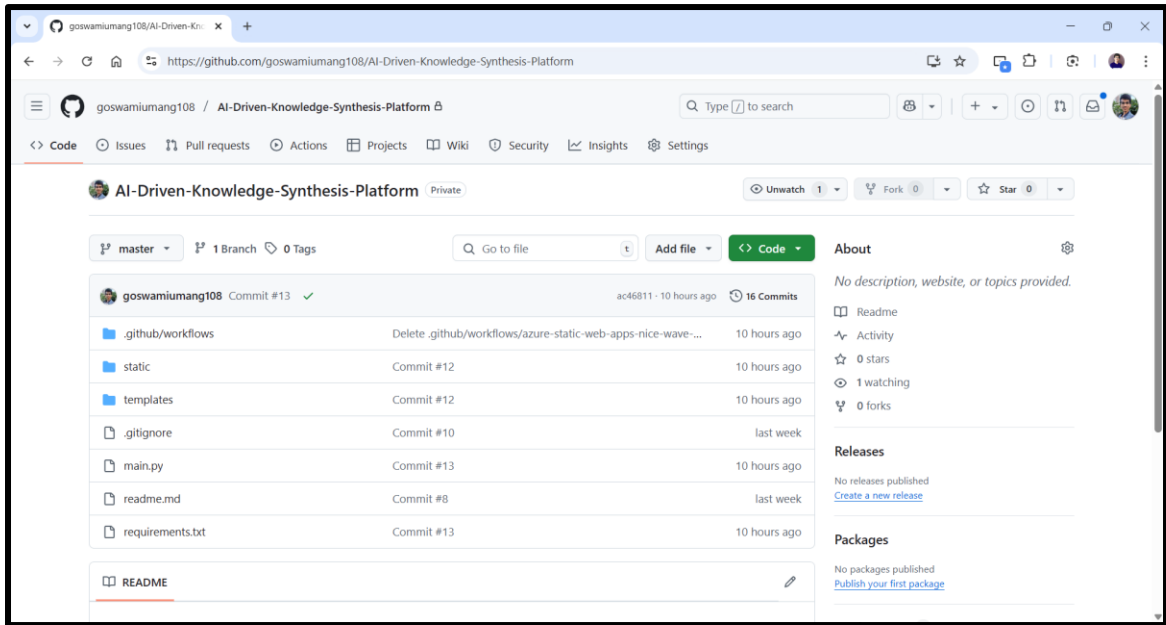 goswamiumang108/AI-Driven-Kno
https://github.com/goswamiumang108/AI-Driven-Knowledge-Synthesis-Platform
goswamiumang108 / AI-Driven-Knowledge-Synthesis-Platform
Type / to search
<> Code Issues Pull requests Actions Projects Wiki Security Insights Settings
AI-Driven-Knowledge-Synthesis-Platform Private
Unwatch 1 Fork 0 Star 0
master 1 Branch 0 Tags Go to file t Add file <> Code
goswamiumang108 Commit #13 ac46811 · 10 hours ago 16 Commits
.github/workflows Delete .github/workflows/azure-static-web-apps-nice-wave-... 10 hours ago
static Commit #12 10 hours ago
templates Commit #12 10 hours ago
.gitignore Commit #10 last week
main.py Commit #13 10 hours ago
readme.md Commit #8 last week
requirements.txt Commit #13 10 hours ago
README
About
No description, website, or topics provided.
Readme
Activity
0 stars
1 watching
0 forks
Releases
No releases published
Create a new release
Packages
No packages published
Publish your first package